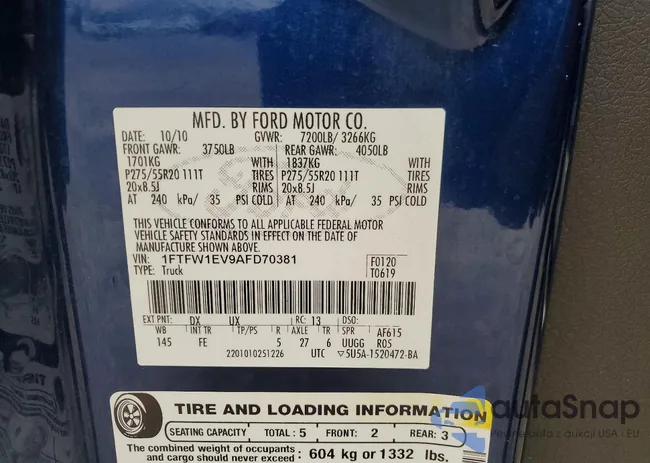 MFD. BY FORD MOTOR CO.
DATE: 10/10 GVWR: 7200LB/ 3266KG
FRONT GAWR: 3750LB REAR GAWR: 4050LB
1701KG WITH 1837KG WITH
P275/55R20 111T TIRES P275/55R20 111T TIRES
20x8.5J RIMS 20x8.5J RIMS
AT 240 kPa/ 35 PSI COLD AT 240 kPa/ 35 PSI COLD
THIS VEHICLE CONFORMS TO ALL APPLICABLE FEDERAL MOTOR
VEHICLE SAFETY STANDARDS IN EFFECT ON THE DATE OF
MANUFACTURE SHOWN ABOVE.
VIN: 1FTFW1EV9AFD70381 F0120
TYPE: Truck T0619
EXT PNT: DX UX RC: 13 DSO:
WB INT TR TP/PS R AXLE TR SPR AF615
145 FE 5 27 6 UUGG ROS
2201010251226 UTC ▽5U5A-1520472-BA
TIRE AND LOADING INFORMATION
SEATING CAPACITY TOTAL: 5 FRONT: 2 REAR: 3
The combined weight of occupants
and cargo should never exceed: 604 kg or 1332 lbs.
autoSnap
z aukcji USA - EU